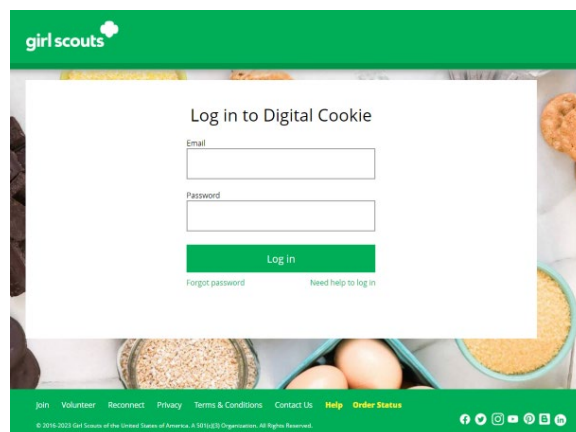 girl scouts
Log in to Digital Cookie
Email
Password
Log in
Forgot password Need help to log in
Join Volunteer Reconnect Privacy Terms & Conditions Contact Us Help Order Status
© 2016-2023 Girl Scouts of the United States of America. A 501(c)(3) Organization. All Rights Reserved.